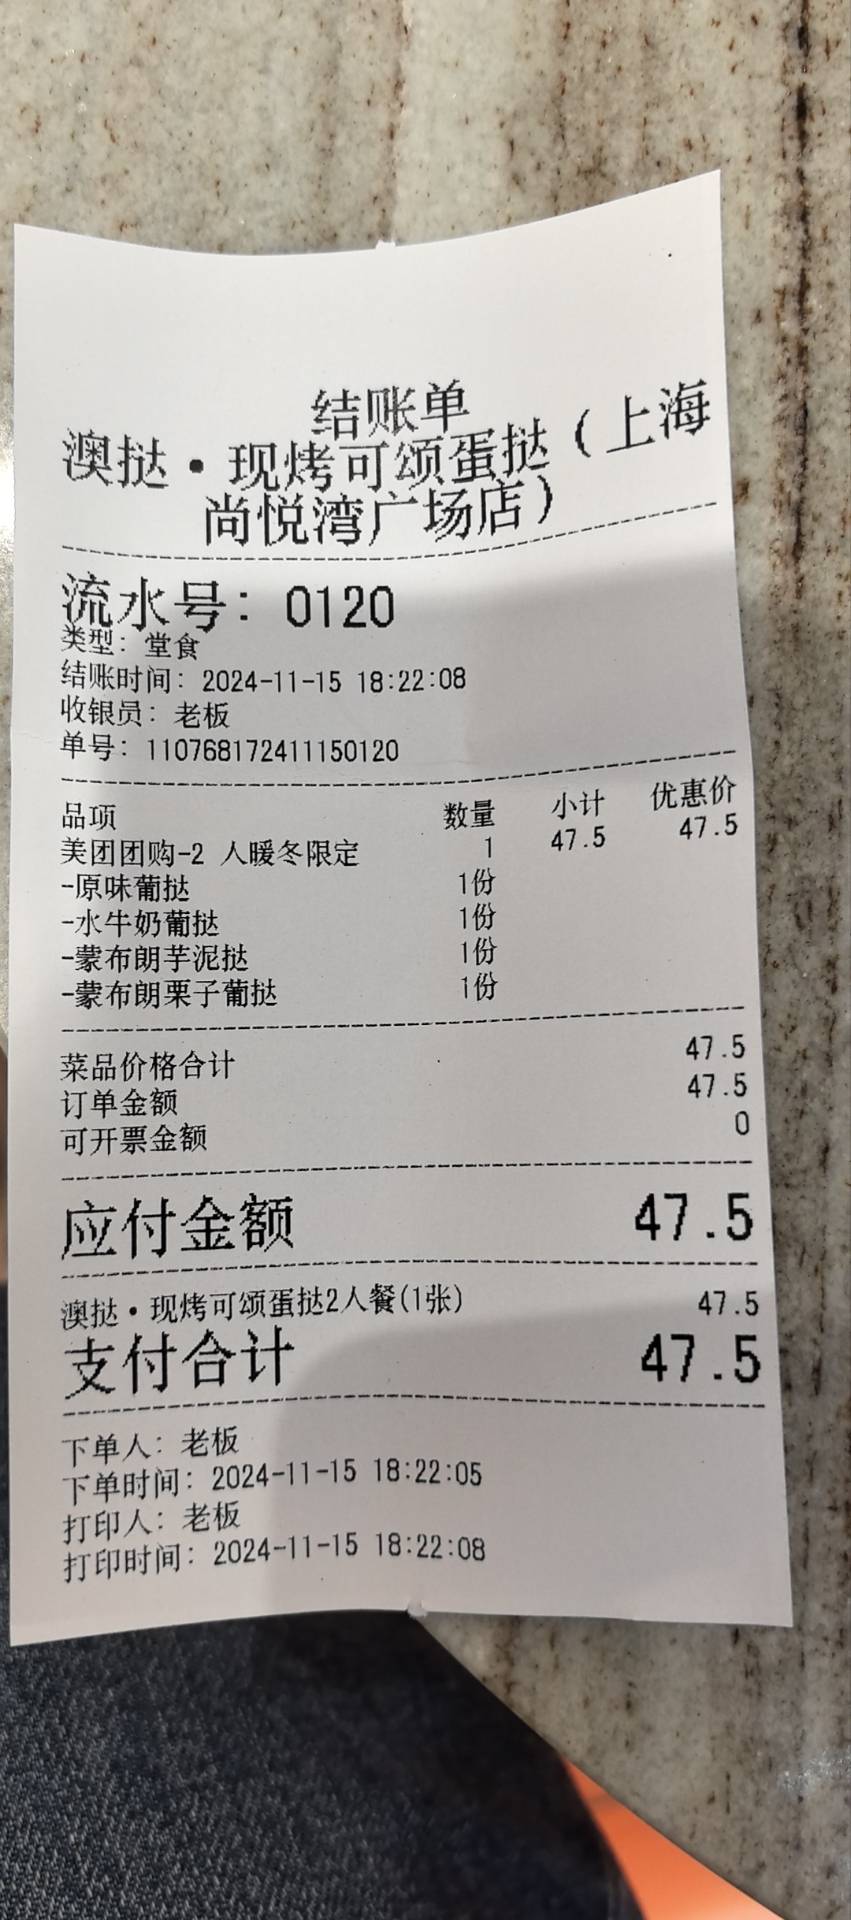 结账单
澳挞·现烤可颂蛋挞(上海
尚悦湾广场店)
流水号: 0120
类型: 堂食
结账时间: 2024-11-15 18:22:08
收银员: 老板
单号: 110768172411150120
品项 数量 小计 优惠价
美团团购-2 人暖冬限定 1 47.5 47.5
-原味葡挞 1份
-水牛奶葡挞 1份
-蒙布朗芋泥挞 1份
-蒙布朗栗子葡挞 1份
菜品价格合计 47.5
订单金额 47.5
可开票金额 0
应付金额 47.5
澳挞·现烤可颂蛋挞2人餐(1张) 47.5
支付合计 47.5
下单人: 老板
下单时间: 2024-11-15 18:22:05
打印人: 老板
打印时间: 2024-11-15 18:22:08